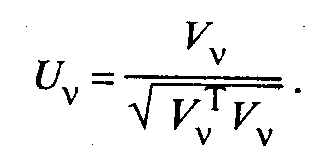 U_ν = V_ν / √(V_ν^T V_ν).